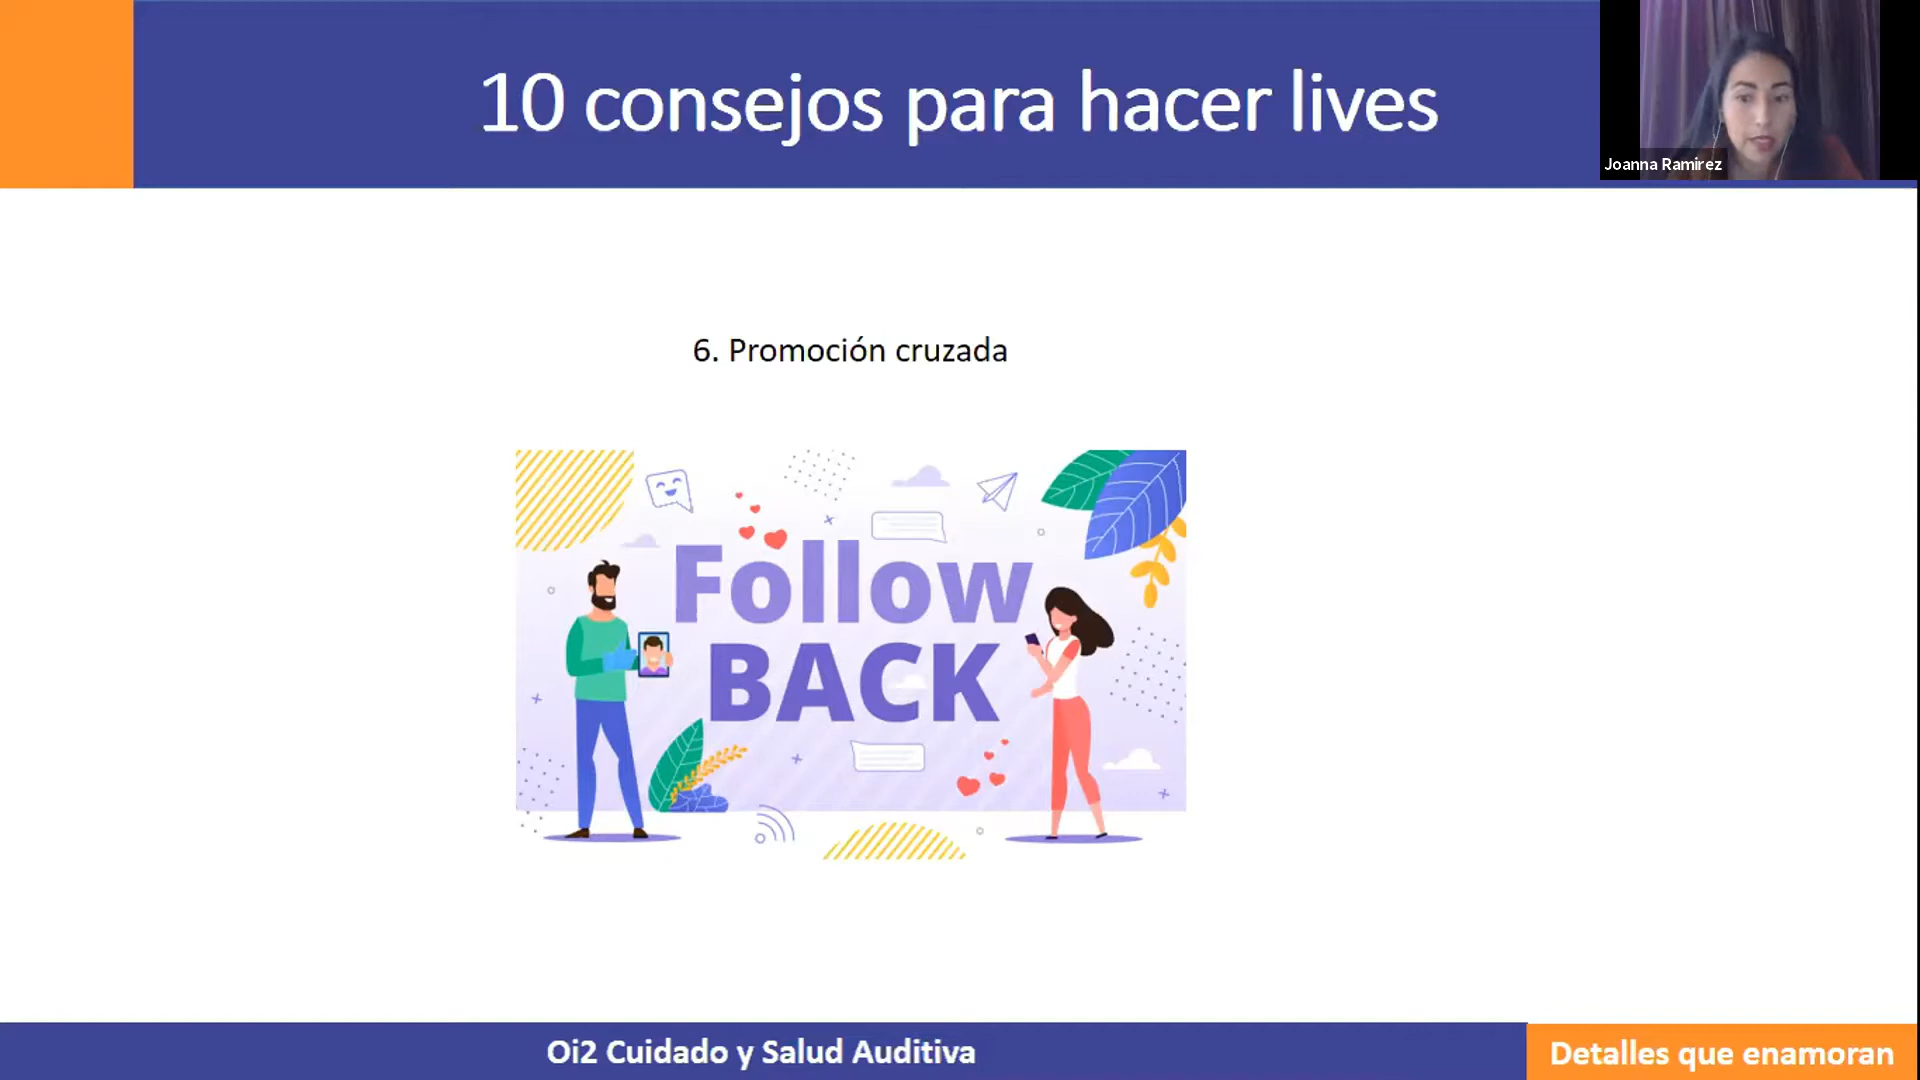 10 consejos para hacer lives
Joanna Ramirez
6. Promoción cruzada
Follow
BACK
Oi2 Cuidado y Salud Auditiva
Detalles que enamoran